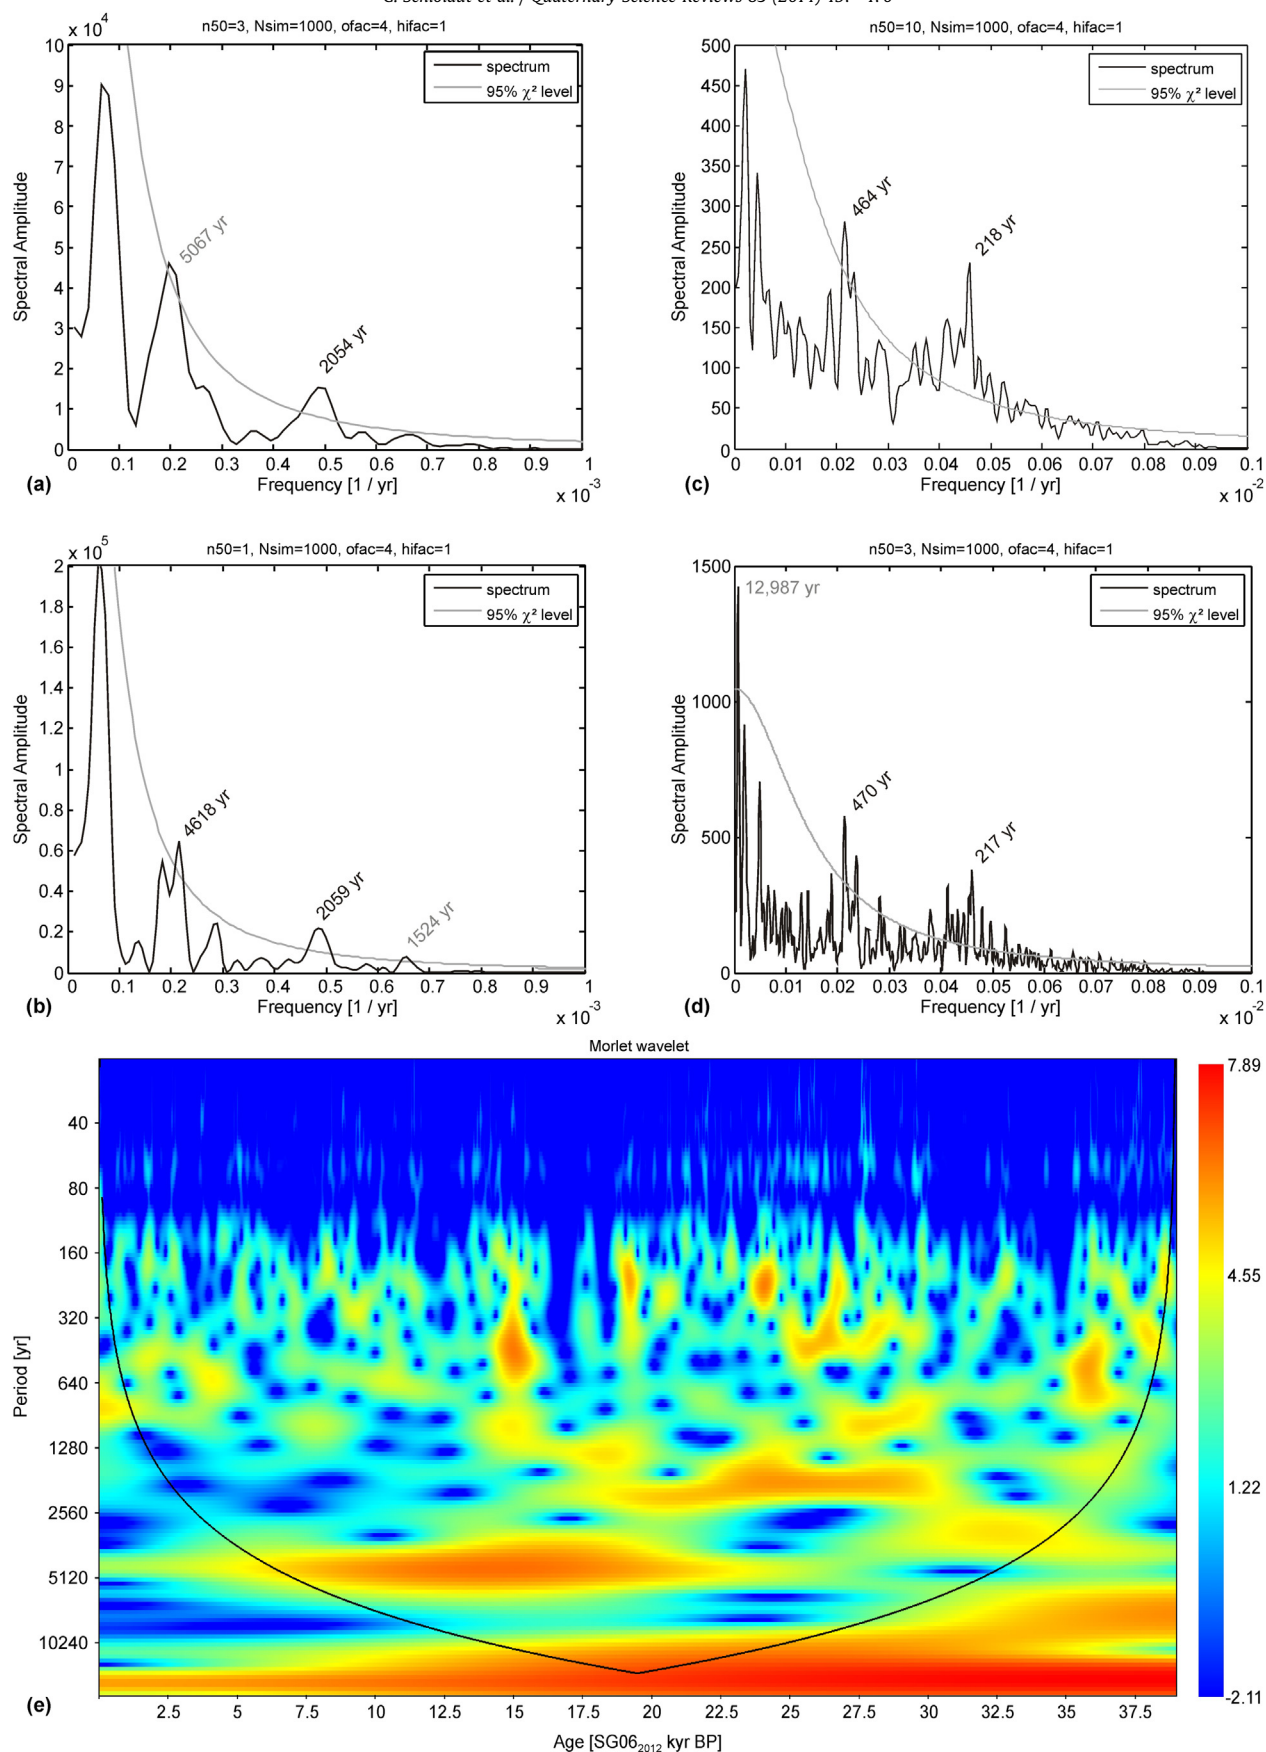 n50=3, Nsim=1000, ofac=4, hifac=1
x 10⁴
10
9
8
7
6
5
4
3
2
1
0
Spectral Amplitude
spectrum
95% χ² level
5067 yr
2054 yr
0 0.1 0.2 0.3 0.4 0.5 0.6 0.7 0.8 0.9 1
Frequency [1 / yr]
x 10⁻³
(a)
n50=10, Nsim=1000, ofac=4, hifac=1
500
450
400
350
300
250
200
150
100
50
0
Spectral Amplitude
spectrum
95% χ² level
464 yr
218 yr
0 0.01 0.02 0.03 0.04 0.05 0.06 0.07 0.08 0.09 0.1
Frequency [1 / yr]
x 10⁻²
(c)
n50=1, Nsim=1000, ofac=4, hifac=1
x 10⁵
2
1.8
1.6
1.4
1.2
1
0.8
0.6
0.4
0.2
0
Spectral Amplitude
spectrum
95% χ² level
4618 yr
2059 yr
1524 yr
0 0.1 0.2 0.3 0.4 0.5 0.6 0.7 0.8 0.9 1
Frequency [1 / yr]
x 10⁻³
(b)
n50=3, Nsim=1000, ofac=4, hifac=1
1500
1000
500
0
Spectral Amplitude
spectrum
95% χ² level
12,987 yr
470 yr
217 yr
0 0.01 0.02 0.03 0.04 0.05 0.06 0.07 0.08 0.09 0.1
Frequency [1 / yr]
x 10⁻²
(d)
Morlet wavelet
40
80
160
320
640
1280
2560
5120
10240
Period [yr]
7.89
4.55
1.22
-2.11
2.5 5 7.5 10 12.5 15 17.5 20 22.5 25 27.5 30 32.5 35 37.5
Age [SG06₂₀₁₂ kyr BP]
(e)